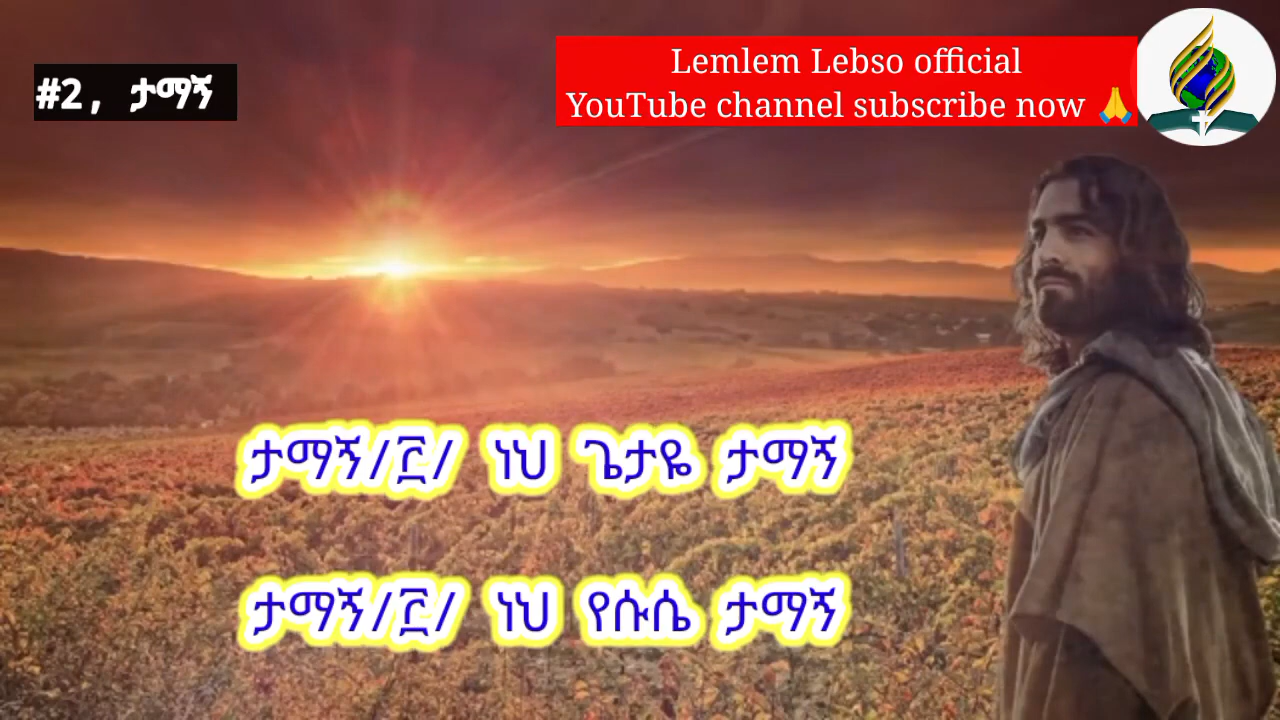 #2, ታማኝ
Lemlem Lebso official
YouTube channel subscribe now 🙏
ታማኝ/፫/ ነህ ጌታዬ ታማኝ
ታማኝ/፫/ ነህ የሱሴ ታማኝ